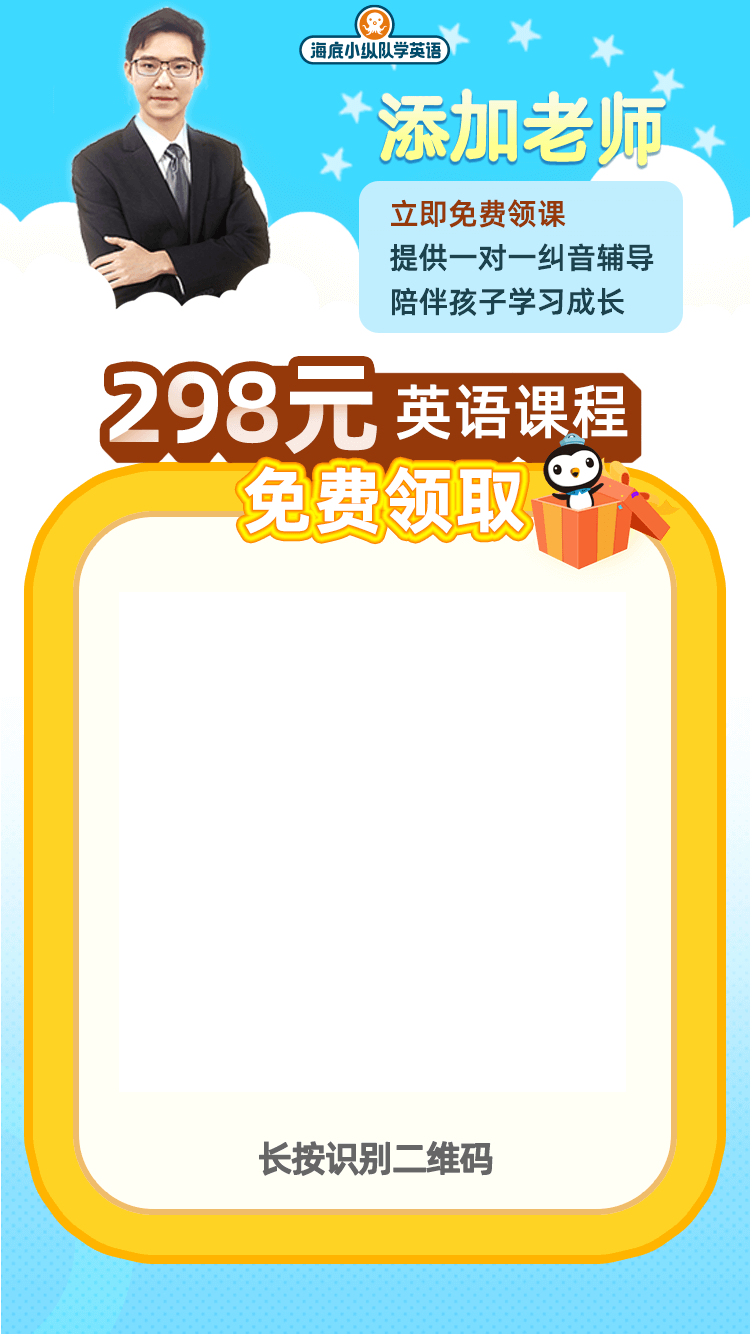 海底小纵队学英语
添加老师
立即免费领课
提供一对一纠音辅导
陪伴孩子学习成长
298元英语课程
免费领取
长按识别二维码